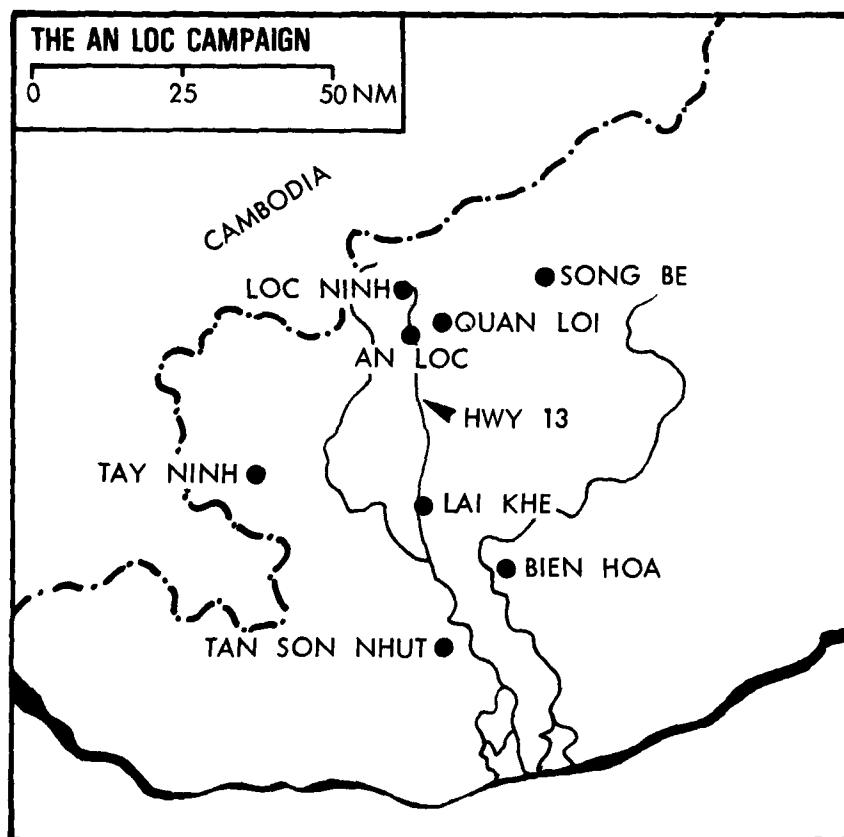 THE AN LOC CAMPAIGN
0 25 50 NM
CAMBODIA
LOC NINH
SONG BE
QUAN LOI
AN LOC
HWY 13
TAY NINH
LAI KHE
BIEN HOA
TAN SON NHUT